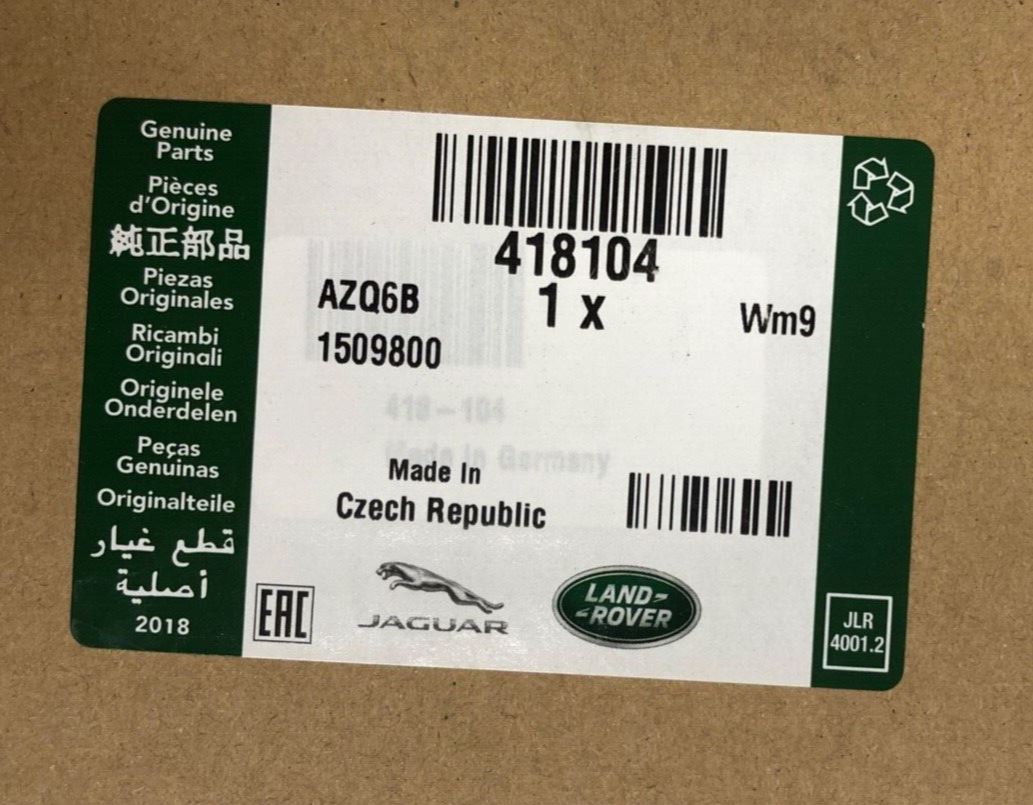 Genuine
Parts
Pièces
d'Origine
純正部品
Piezas
Originales
Ricambi
Originali
Originele
Onderdelen
Peças
Genuinas
Originalteile
قطع غيار
أصلية
2018
418104
AZQ6B
1 x
Wm9
1509800
418-104
Made In Germany
Made In
Czech Republic
EAC
JAGUAR
LAND-
-ROVER
JLR
4001.2